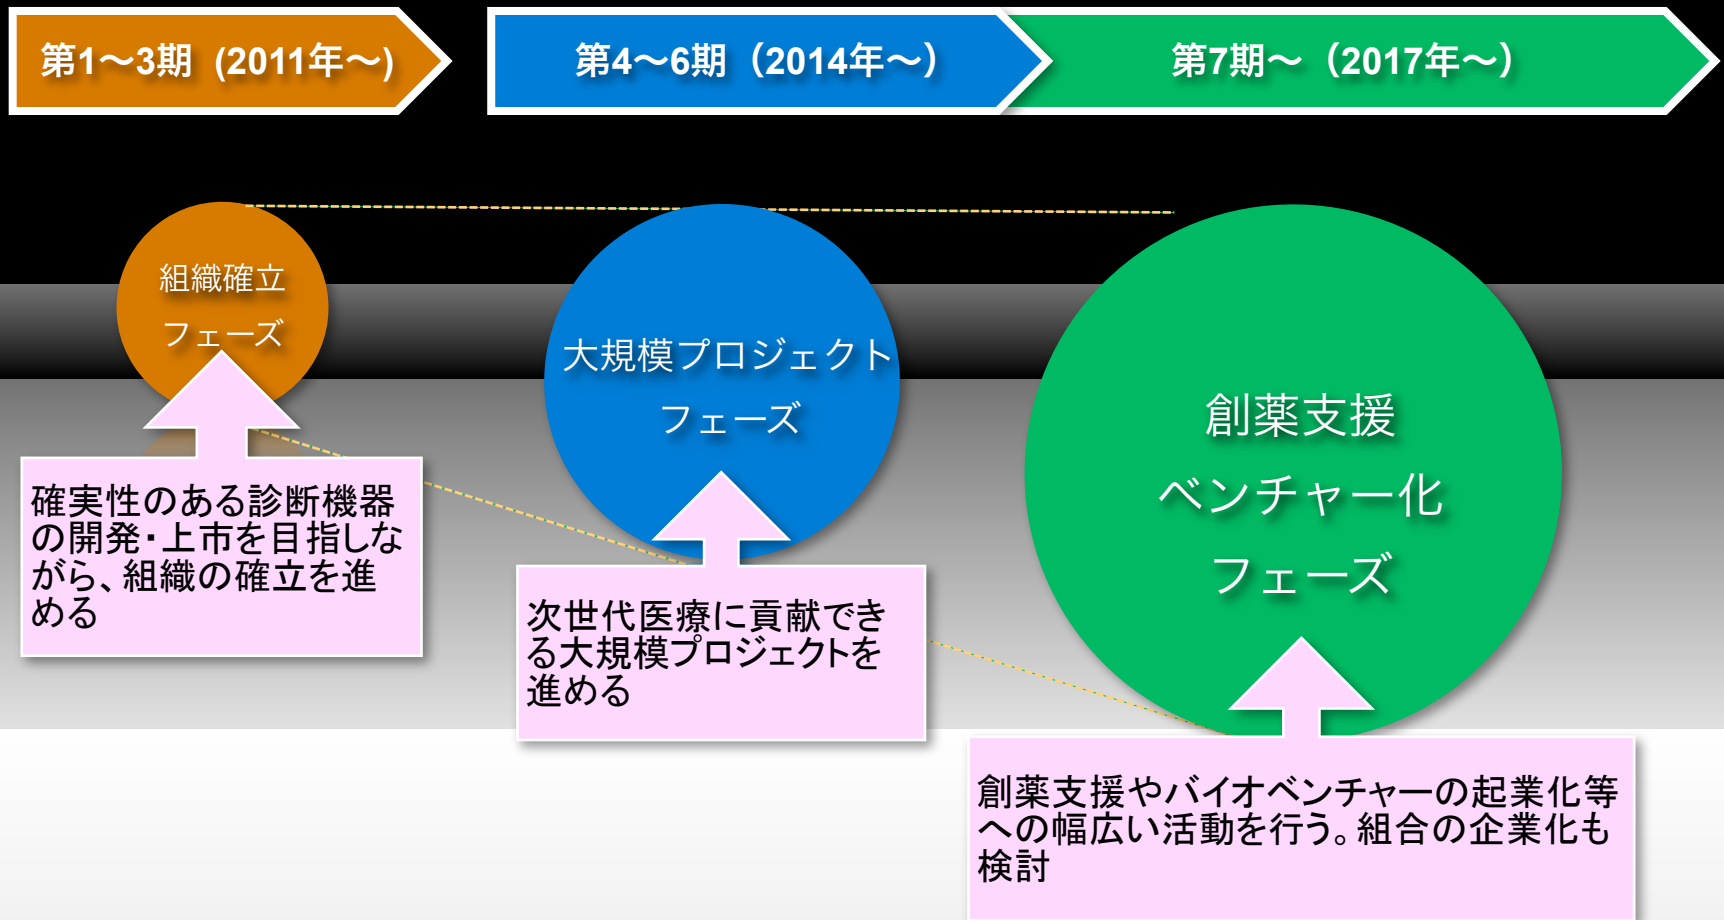 第1～3期 (2011年～)
第4～6期（2014年～）
第7期～（2017年～）
組織確立
フェーズ
大規模プロジェクト
フェーズ
創薬支援
ベンチャー化
フェーズ
確実性のある診断機器
の開発・上市を目指しな
がら、組織の確立を進
める
次世代医療に貢献でき
る大規模プロジェクトを
進める
創薬支援やバイオベンチャーの起業化等
への幅広い活動を行う。組合の企業化も
検討